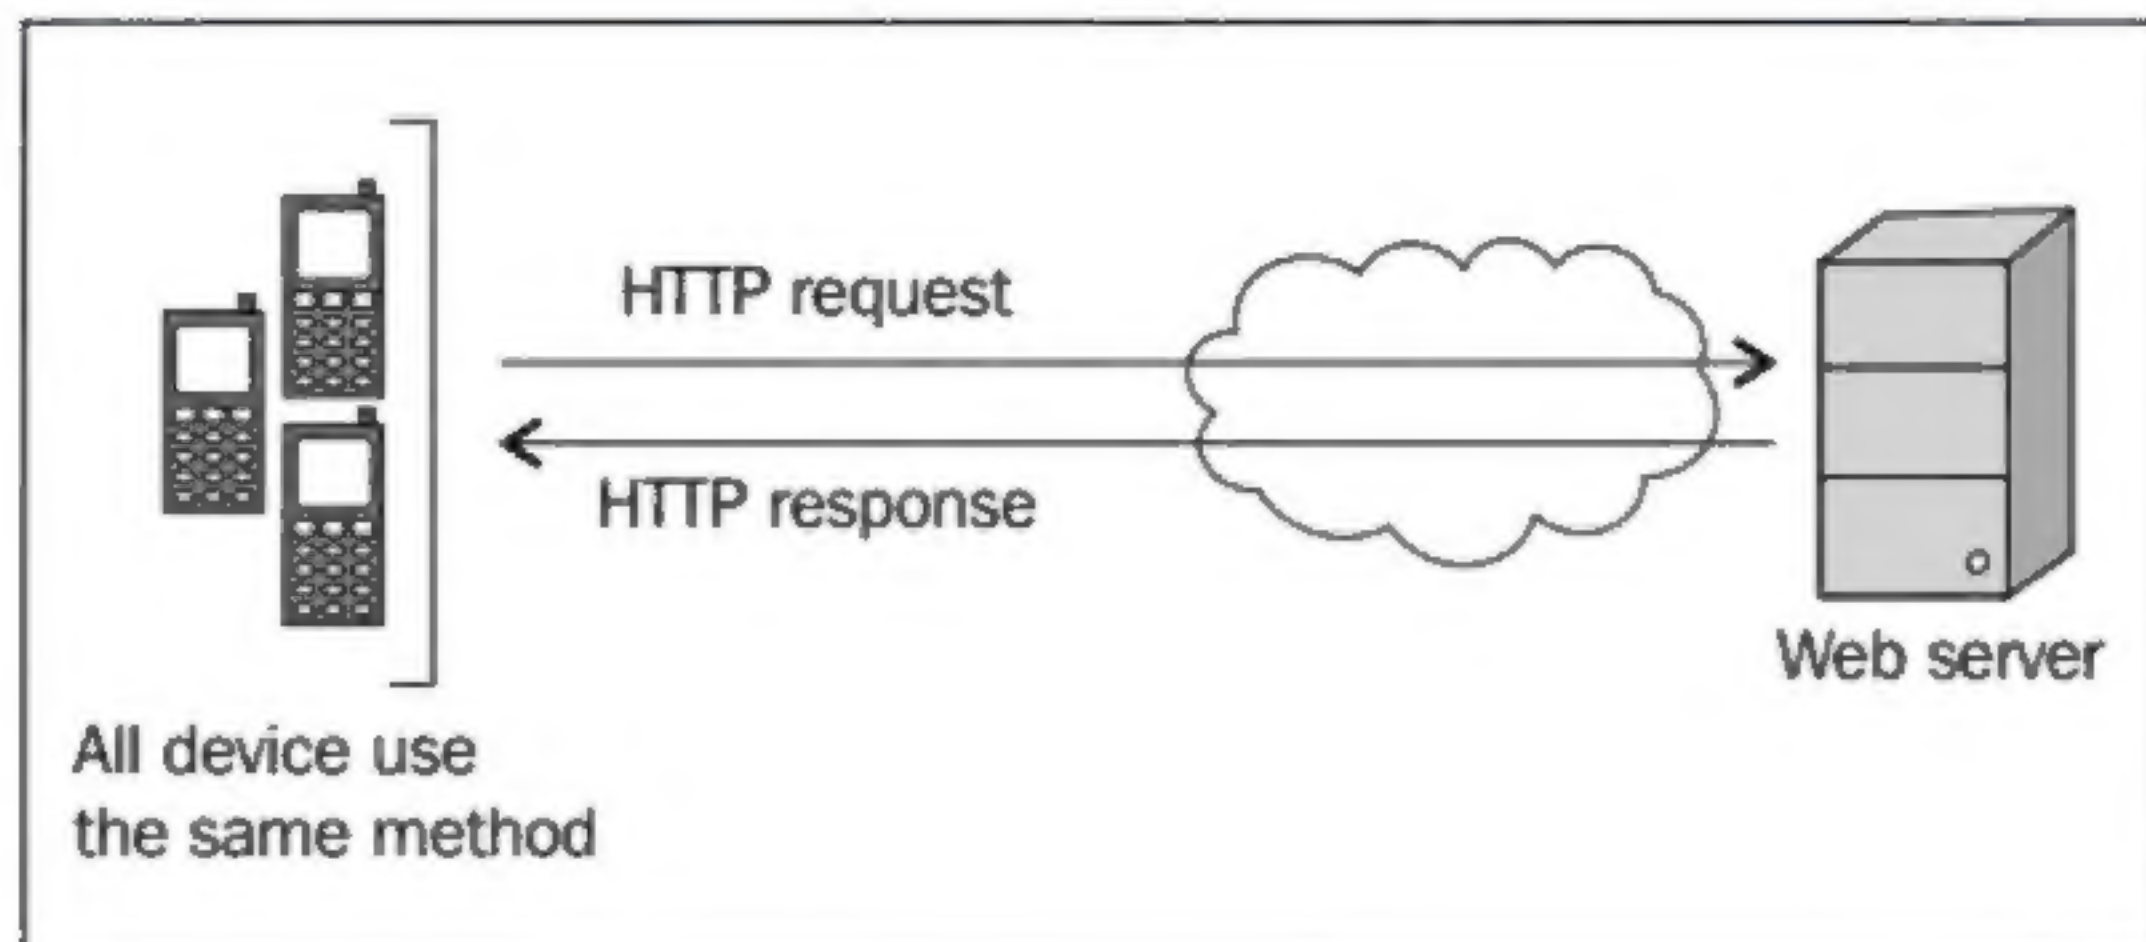 HTTP request
HTTP response
Web server
All device use
the same method